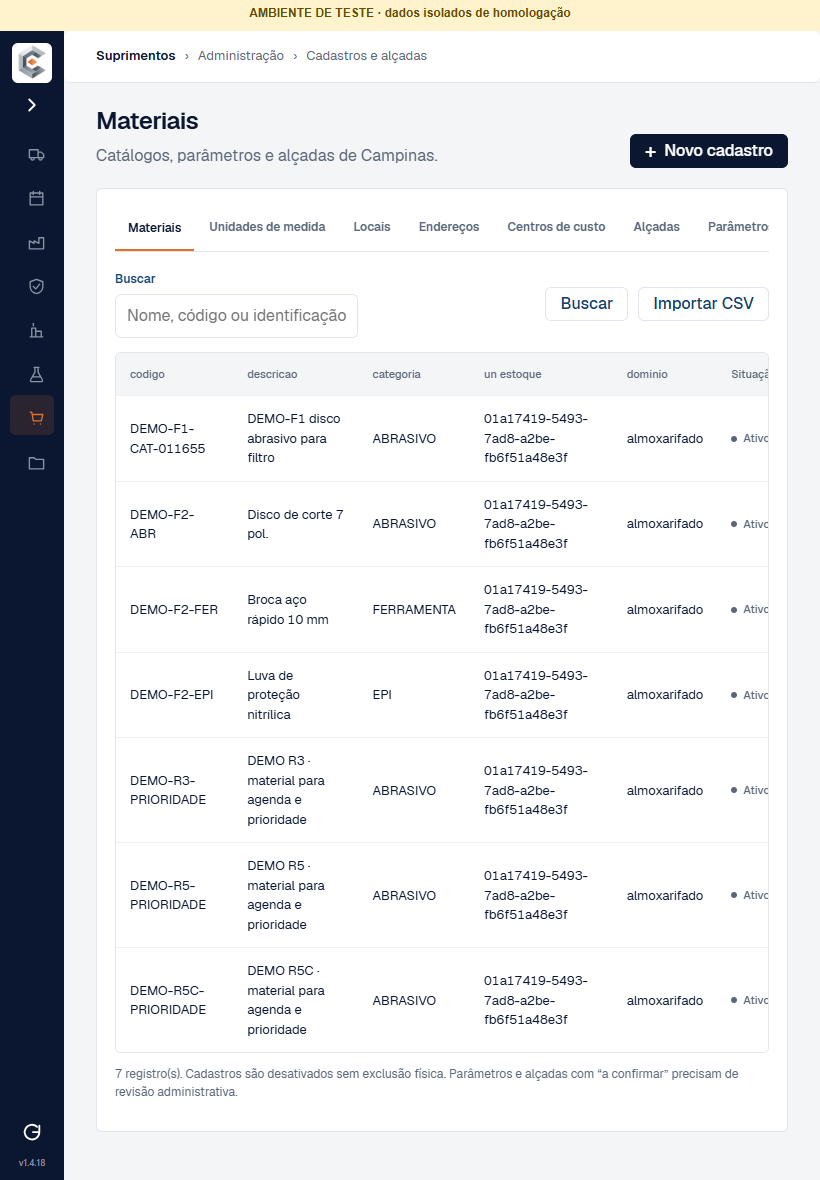 AMBIENTE DE TESTE · dados isolados de homologação
Suprimentos › Administração › Cadastros e alçadas
Materiais
Catálogos, parâmetros e alçadas de Campinas.
+ Novo cadastro
Materiais Unidades de medida Locais Endereços Centros de custo Alçadas Parâmetros
Buscar
Nome, código ou identificação
Buscar Importar CSV
codigo descricao categoria un estoque dominio Situaçã
DEMO-F1-
CAT-011655
DEMO-F1 disco
abrasivo para
filtro
ABRASIVO
01a17419-5493-
7ad8-a2be-
fb6f51a48e3f
almoxarifado
Ativo
DEMO-F2-
ABR
Disco de corte 7
pol.
ABRASIVO
01a17419-5493-
7ad8-a2be-
fb6f51a48e3f
almoxarifado
Ativo
DEMO-F2-FER
Broca aço
rápido 10 mm
FERRAMENTA
01a17419-5493-
7ad8-a2be-
fb6f51a48e3f
almoxarifado
Ativo
DEMO-F2-EPI
Luva de
proteção
nitrílica
EPI
01a17419-5493-
7ad8-a2be-
fb6f51a48e3f
almoxarifado
Ativo
DEMO-R3-
PRIORIDADE
DEMO R3 ·
material para
agenda e
prioridade
ABRASIVO
01a17419-5493-
7ad8-a2be-
fb6f51a48e3f
almoxarifado
Ativo
DEMO-R5-
PRIORIDADE
DEMO R5 ·
material para
agenda e
prioridade
ABRASIVO
01a17419-5493-
7ad8-a2be-
fb6f51a48e3f
almoxarifado
Ativo
DEMO-R5C-
PRIORIDADE
DEMO R5C ·
material para
agenda e
prioridade
ABRASIVO
01a17419-5493-
7ad8-a2be-
fb6f51a48e3f
almoxarifado
Ativo
7 registro(s). Cadastros são desativados sem exclusão física. Parâmetros e alçadas com “a confirmar” precisam de
revisão administrativa.
v1.4.18